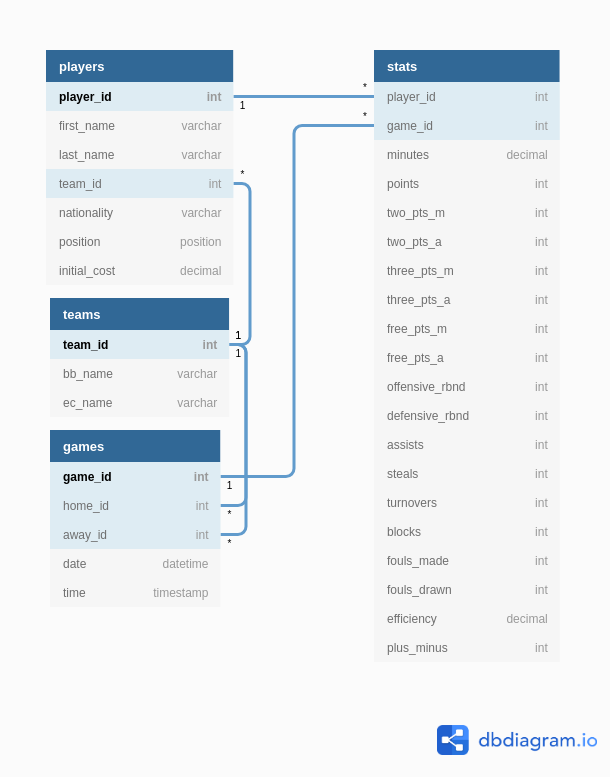 players
player_id int
first_name varchar
last_name varchar
team_id int
nationality varchar
position position
initial_cost decimal
teams
team_id int
bb_name varchar
ec_name varchar
games
game_id int
home_id int
away_id int
date datetime
time timestamp
stats
player_id int
game_id int
minutes decimal
points int
two_pts_m int
two_pts_a int
three_pts_m int
three_pts_a int
free_pts_m int
free_pts_a int
offensive_rbnd int
defensive_rbnd int
assists int
steals int
turnovers int
blocks int
fouls_made int
fouls_drawn int
efficiency decimal
plus_minus int
1
*
*
*
1
1
1
*
*
dbdiagram.io